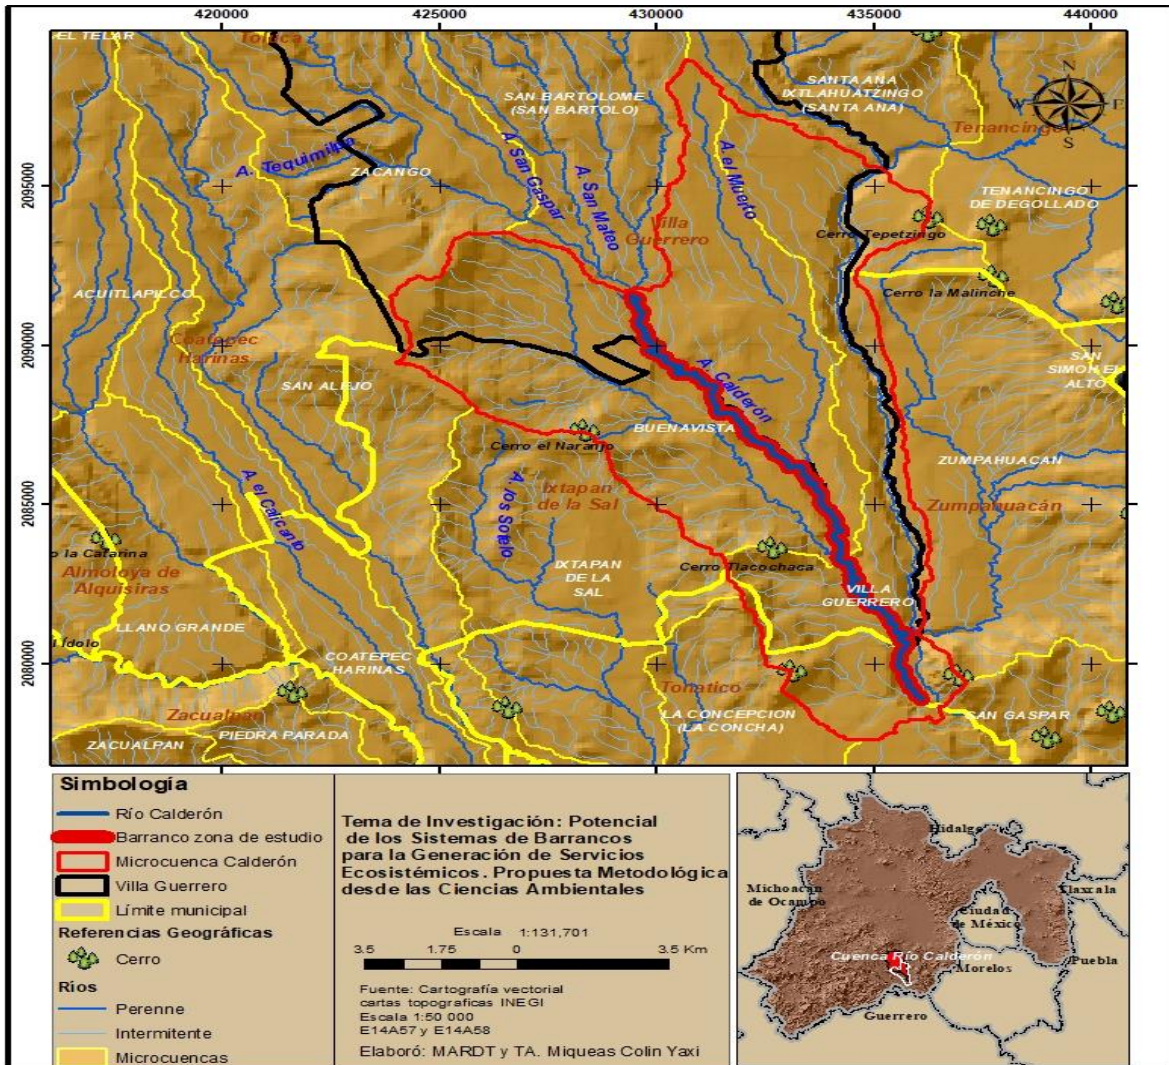 420000
425000
430000
435000
440000
EL TELAR
Toluca
SAN BARTOLOME
(SAN BARTOLO)
SANTA ANA
IXTLAHUATZINGO
(SANTA ANA)
N
W
E
S
Tenancingo
A. Tequimilpa
ZACANGO
A. San Gaspar
A. San Mateo
A. el Muerto
2095000
2095000
TENANCINGO
DE DEGOLLADO
Villa
Guerrero
Cerro Tepetzingo
Cerro la Malinche
ACUITLAPILCO
Coatepec
Harinas
SAN ALEJO
2090000
2090000
SAN
SIMON EL
ALTO
A. Calderón
BUENAVISTA
Cerro el Naranjo
ZUMPAHUACAN
A. el Calicanto
A. los Sotelo
Ixtapan
de la Sal
Zumpahuacán
2085000
2085000
o la Catarina
Almoloya de
Alquisiras
IXTAPAN
DE LA
SAL
Cerro Tlacochaca
VILLA
GUERRERO
LLANO GRANDE
Ídolo
COATEPEC
HARINAS
2080000
2080000
Zacualpan
Tonatico
LA CONCEPCION
(LA CONCHA)
SAN GASPAR
ZACUALPAN
PIEDRA PARADA
Simbología
Río Calderón
Barranco zona de estudio
Microcuenca Calderón
Villa Guerrero
Límite municipal
Referencias Geográficas
Cerro
Rios
Perenne
Intermitente
Microcuencas
Tema de Investigación: Potencial
de los Sistemas de Barrancos
para la Generación de Servicios
Ecosistémicos. Propuesta Metodológica
desde las Ciencias Ambientales
Escala 1:131,701
3.5 1.75 0 3.5 Km
Fuente: Cartografía vectorial
cartas topograficas INEGI
Escala 1:50 000
E14A57 y E14A58
Elaboró: MARDT y TA. Miqueas Colin Yaxi
Hidalgo
Michoacán
de Ocampo
Tlaxcala
Ciudad
de México
Cuenca Río Calderón
Morelos
Puebla
Guerrero